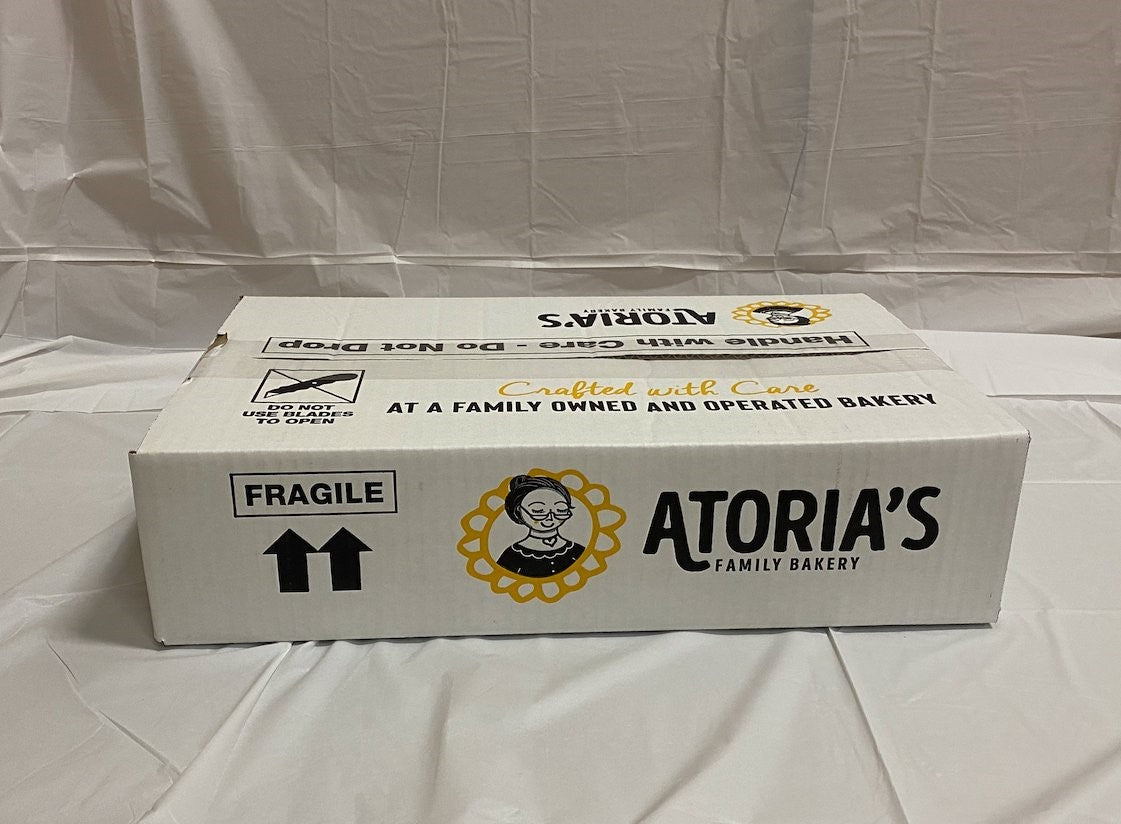 ATORIA'S
FAMILY BAKERY
Handle with Care - Do Not Drop
Crafted with Care
AT A FAMILY OWNED AND OPERATED BAKERY
DO NOT
USE BLADES
TO OPEN
FRAGILE
ATORIA'S
FAMILY BAKERY